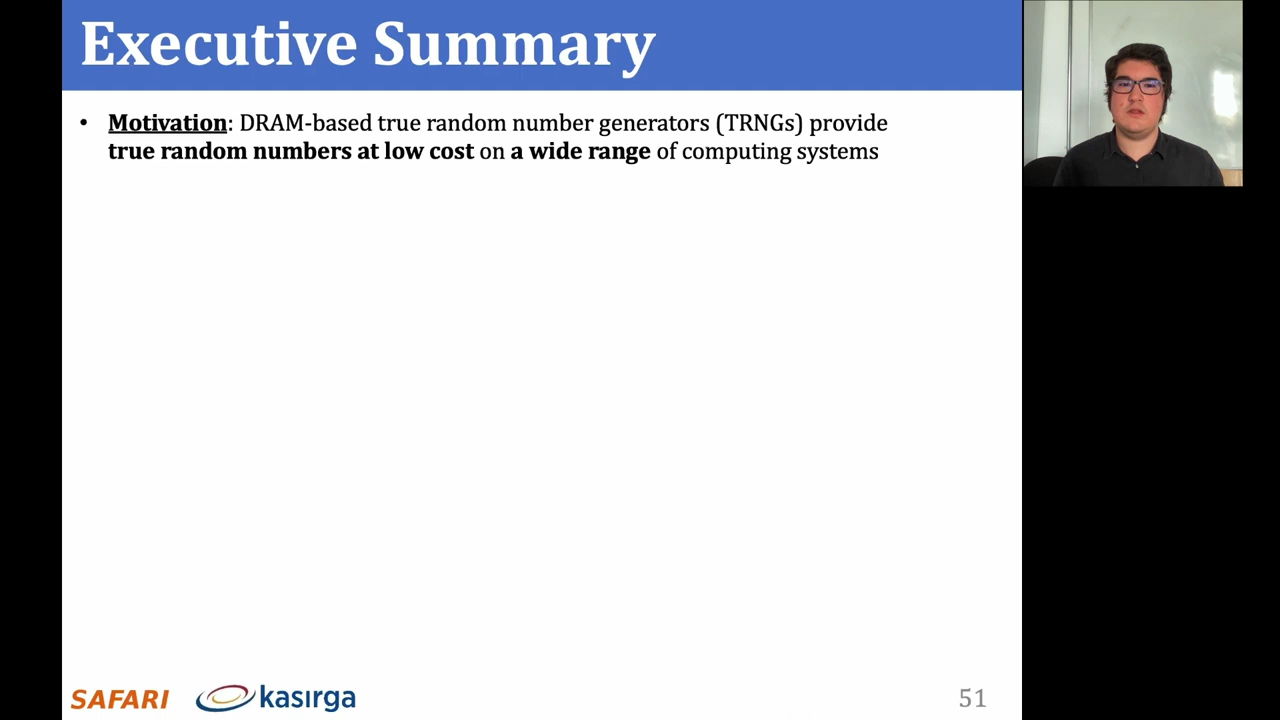 Executive Summary
• Motivation: DRAM-based true random number generators (TRNGs) provide
true random numbers at low cost on a wide range of computing systems
SAFARI
kasırga
51